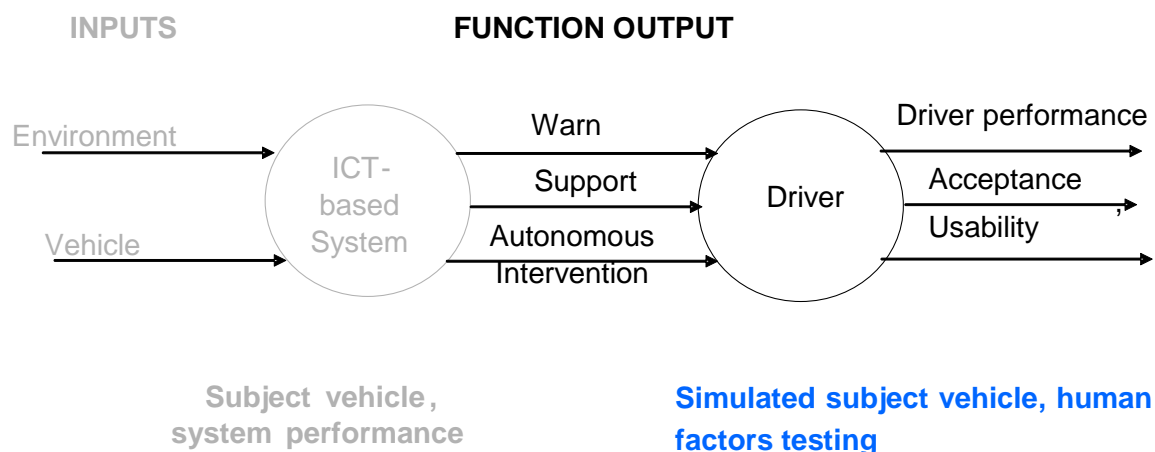 INPUTS
FUNCTION OUTPUT
Environment
Vehicle
ICT-
based
System
Warn
Support
Autonomous
Intervention
Driver
Driver performance
Acceptance
,
Usability
Subject vehicle,
system performance
Simulated subject vehicle, human
factors testing